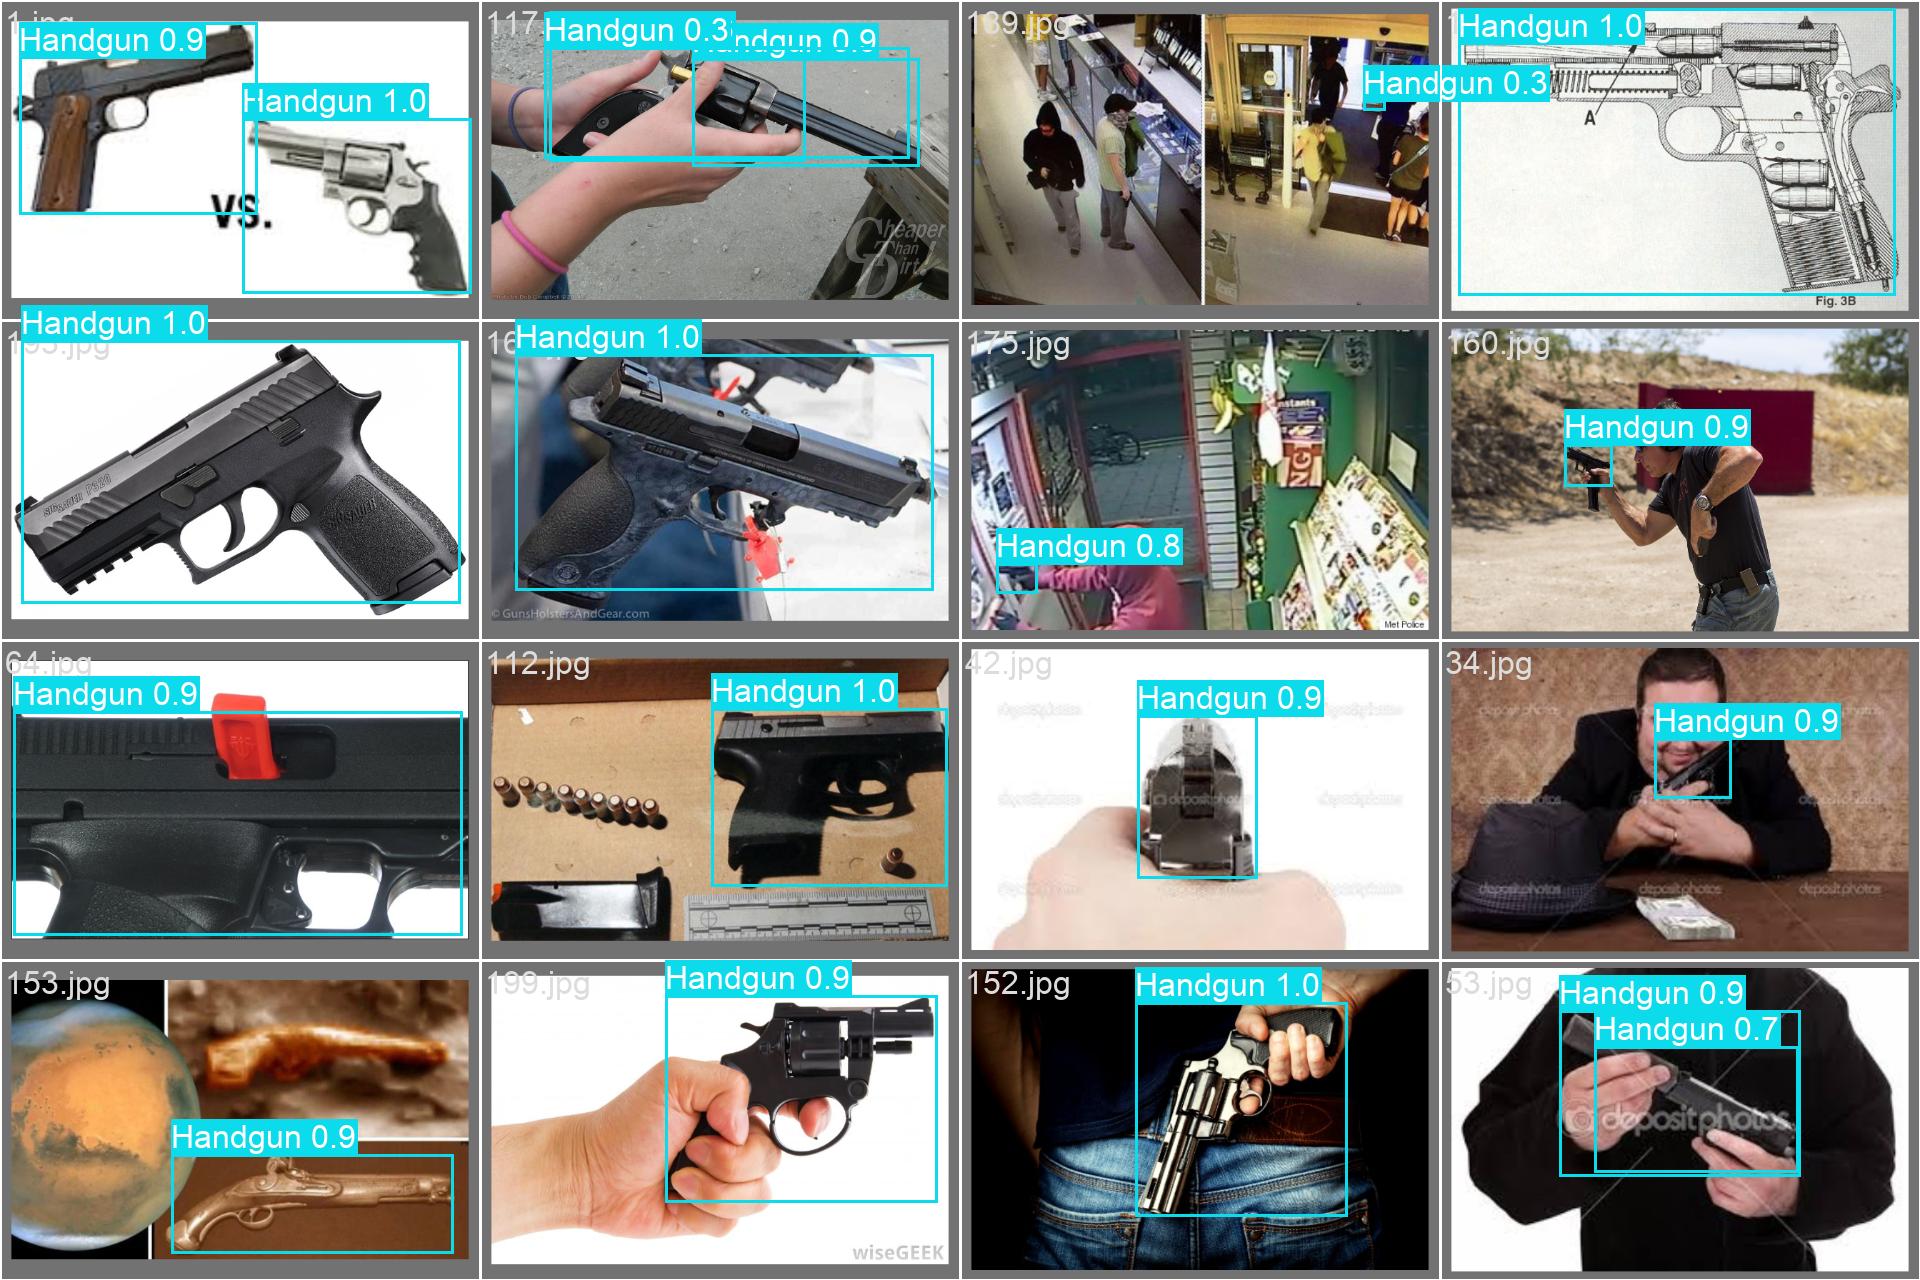 1.jpg
Handgun 0.9
Handgun 1.0
vs.
117
Handgun 0.3
Handgun 0.9
Cheaper
Than
Dirt!
189.jpg
Handgun 0.3
Handgun 1.0
A
Fig. 3B
193.jpg
Handgun 1.0
SIG SAUER P320
SIG SAUER
Handgun 1.0
© GunsHolstersAndGear.com
175.jpg
Handgun 0.8
Met Police
160.jpg
Handgun 0.9
64.jpg
Handgun 0.9
112.jpg
Handgun 1.0
42.jpg
Handgun 0.9
depositphotos
34.jpg
Handgun 0.9
depositphotos
depositphotos
depositphotos
153.jpg
Handgun 0.9
199.jpg
Handgun 0.9
wiseGEEK
152.jpg
Handgun 1.0
53.jpg
Handgun 0.9
Handgun 0.7
depositphotos